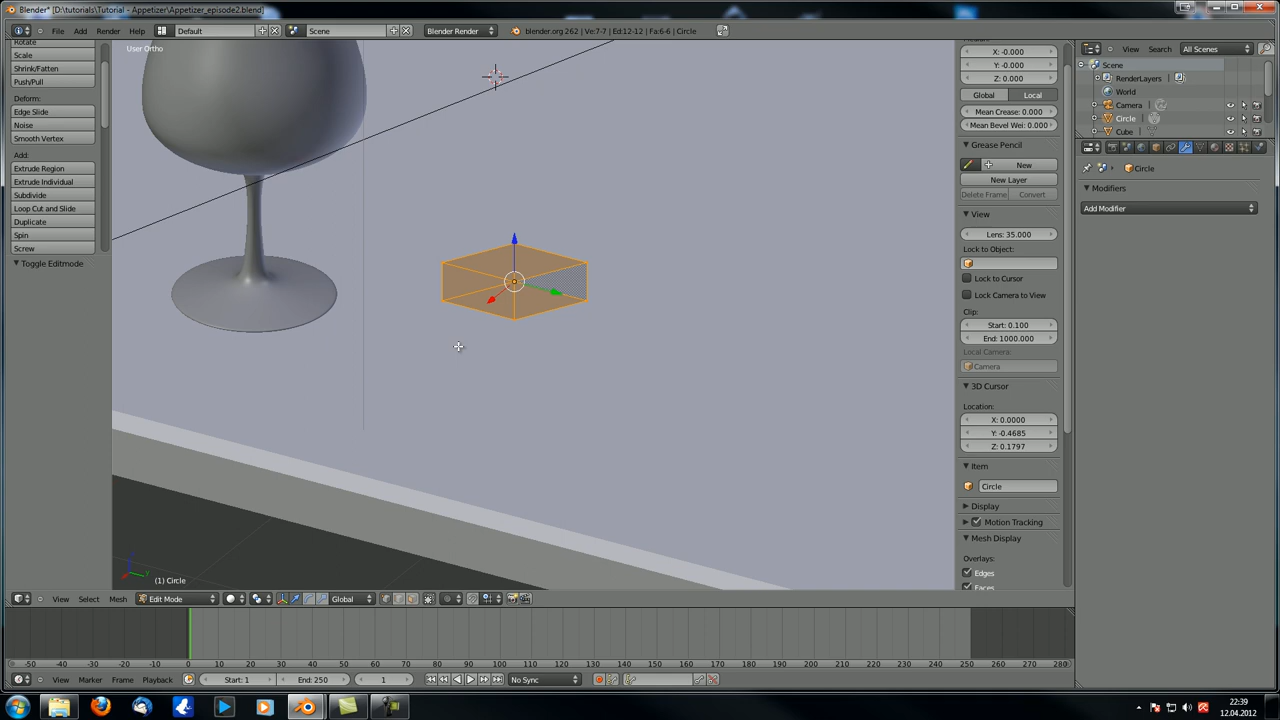 Blender* [D:\tutorials\Tutorial - Appetizer\Appetizer_episode2.blend]
File Add Render Help Default Scene Blender Render blender.org 262 | Ve:7-7 | Ed:12-12 | Fa:6-6 | Circle
User Ortho
Rotate
Scale
Shrink/Fatten
Push/Pull
Deform:
Edge Slide
Noise
Smooth Vertex
Add:
Extrude Region
Extrude Individual
Subdivide
Loop Cut and Slide
Duplicate
Spin
Screw
Toggle Editmode
(1) Circle
X: -0.000
Y: -0.000
Z: 0.000
Global Local
Mean Crease: 0.000
Mean Bevel Wei: 0.000
Grease Pencil
New
New Layer
Delete Frame Convert
View
Lens: 35.000
Lock to Object:
Lock to Cursor
Lock Camera to View
Clip:
Start: 0.100
End: 1000.000
Local Camera:
Camera
3D Cursor
Location:
X: 0.0000
Y: -0.4685
Z: 0.1797
Item
Circle
Display
Motion Tracking
Mesh Display
Overlays:
Edges
Faces
View Search All Scenes
Scene
RenderLayers
World
Camera
Circle
Cube
Circle
Modifiers
Add Modifier
View Select Mesh Edit Mode Global
-50 -40 -30 -20 -10 0 10 20 30 40 50 60 70 80 90 100 110 120 130 140 150 160 170 180 190 200 210 220 230 240 250 260 270 280
View Marker Frame Playback Start: 1 End: 250 1 No Sync
22:39
12.04.2012